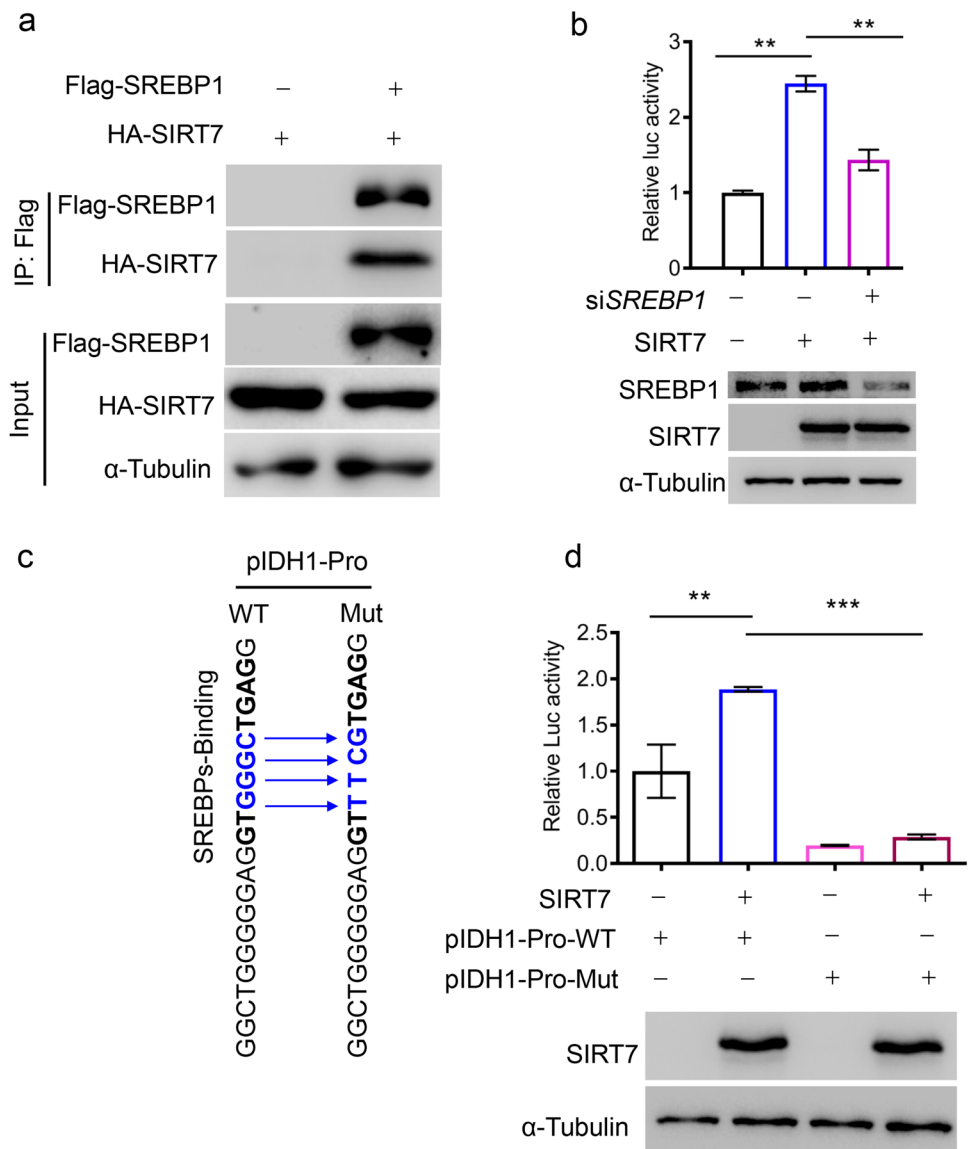 a
Flag-SREBP1 – +
HA-SIRT7 + +
IP: Flag
Flag-SREBP1
HA-SIRT7
Input
Flag-SREBP1
HA-SIRT7
α-Tubulin
b
** **
Relative luc activity
3
2
1
0
siSREBP1 – – +
SIRT7 – + +
SREBP1
SIRT7
α-Tubulin
c
pIDH1-Pro
WT Mut
SREBPs-Binding
GGCTGGGGGAGGTGGGCTGAGG
GGCTGGGGGAGGTTTCGTGAGG
d
** ***
Relative Luc activity
2.5
2.0
1.5
1.0
0.5
0.0
SIRT7 – + – +
pIDH1-Pro-WT + + – –
pIDH1-Pro-Mut – – + +
SIRT7
α-Tubulin